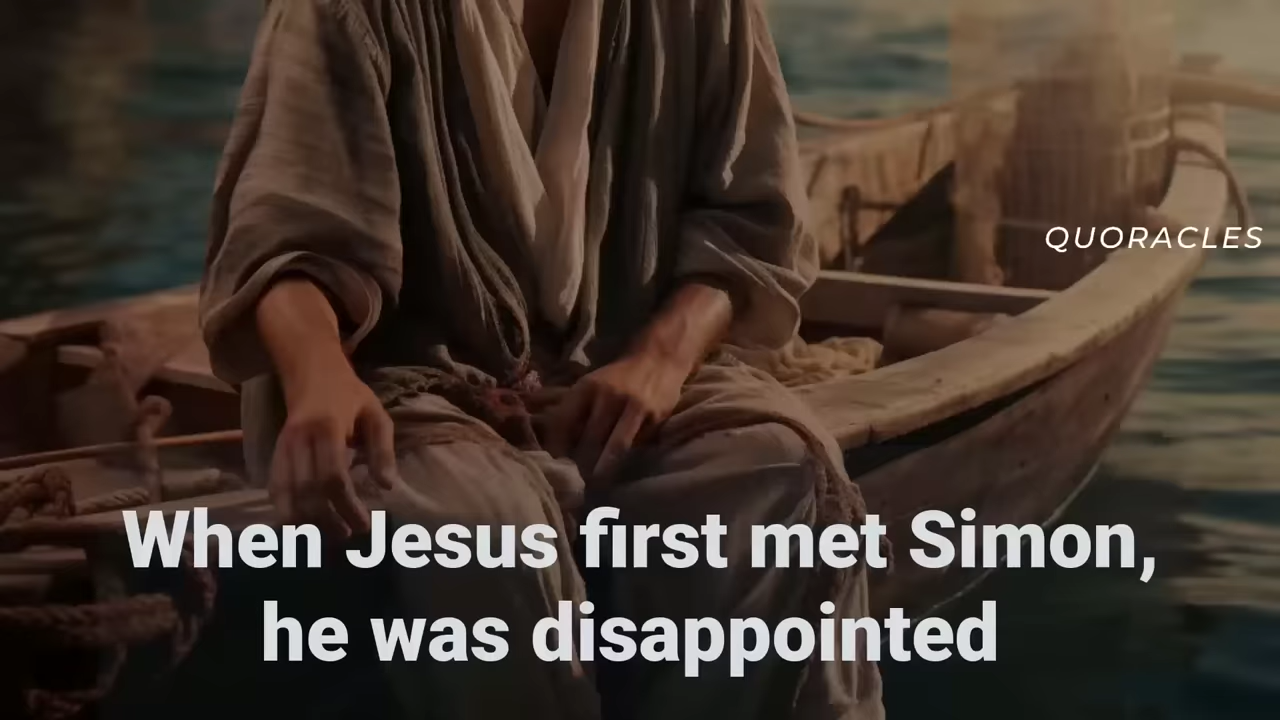 QUORACLES
When Jesus first met Simon,
he was disappointed